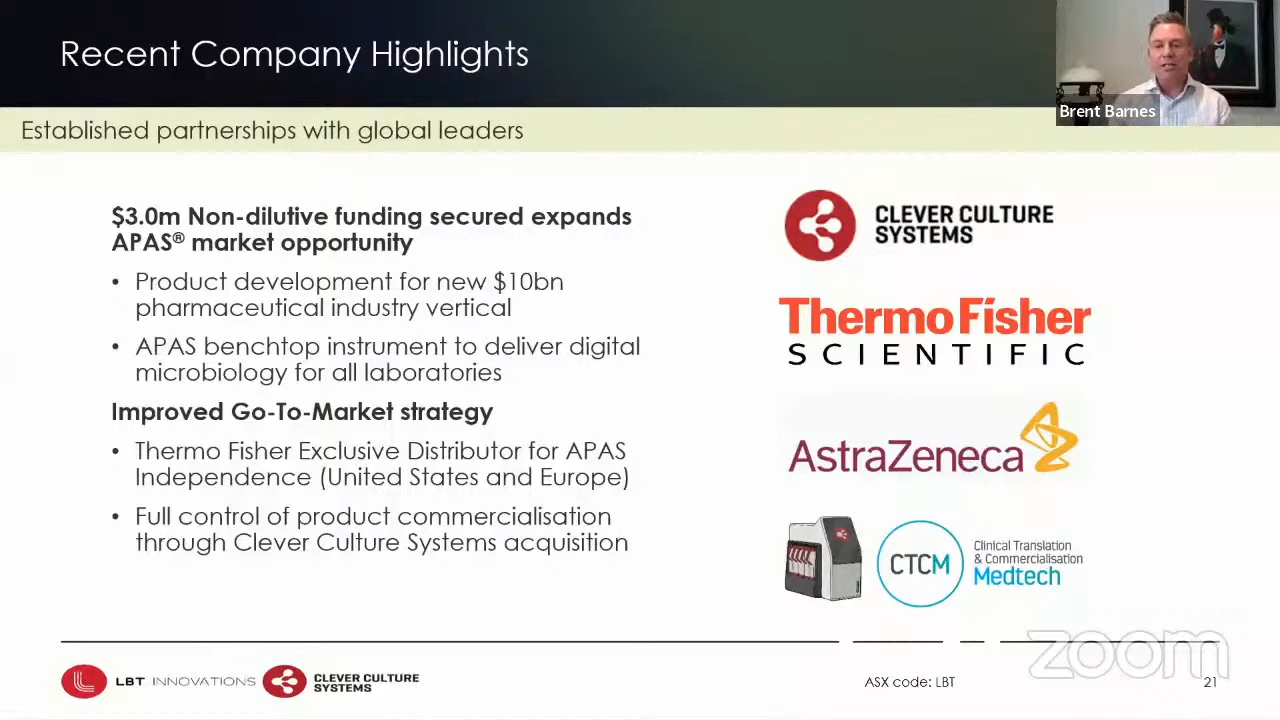 Recent Company Highlights
Brent Barnes
Established partnerships with global leaders
$3.0m Non-dilutive funding secured expands
APAS® market opportunity
• Product development for new $10bn
pharmaceutical industry vertical
• APAS benchtop instrument to deliver digital
microbiology for all laboratories
Improved Go-To-Market strategy
• Thermo Fisher Exclusive Distributor for APAS
Independence (United States and Europe)
• Full control of product commercialisation
through Clever Culture Systems acquisition
CLEVER CULTURE
SYSTEMS
ThermoFisher
SCIENTIFIC
AstraZeneca
CTCM
Clinical Translation
& Commercialisation
Medtech
zoom
LBT INNOVATIONS
CLEVER CULTURE
SYSTEMS
ASX code: LBT
21